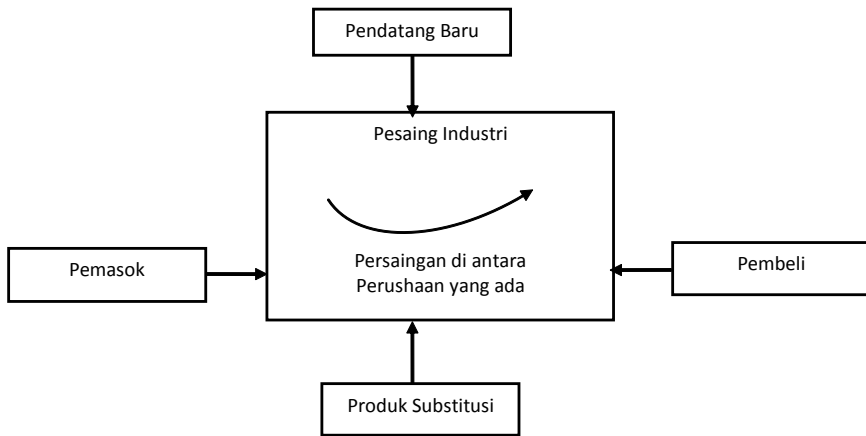 Pendatang Baru
Pesaing Industri
Pemasok
Persaingan di antara
Perushaan yang ada
Pembeli
Produk Substitusi